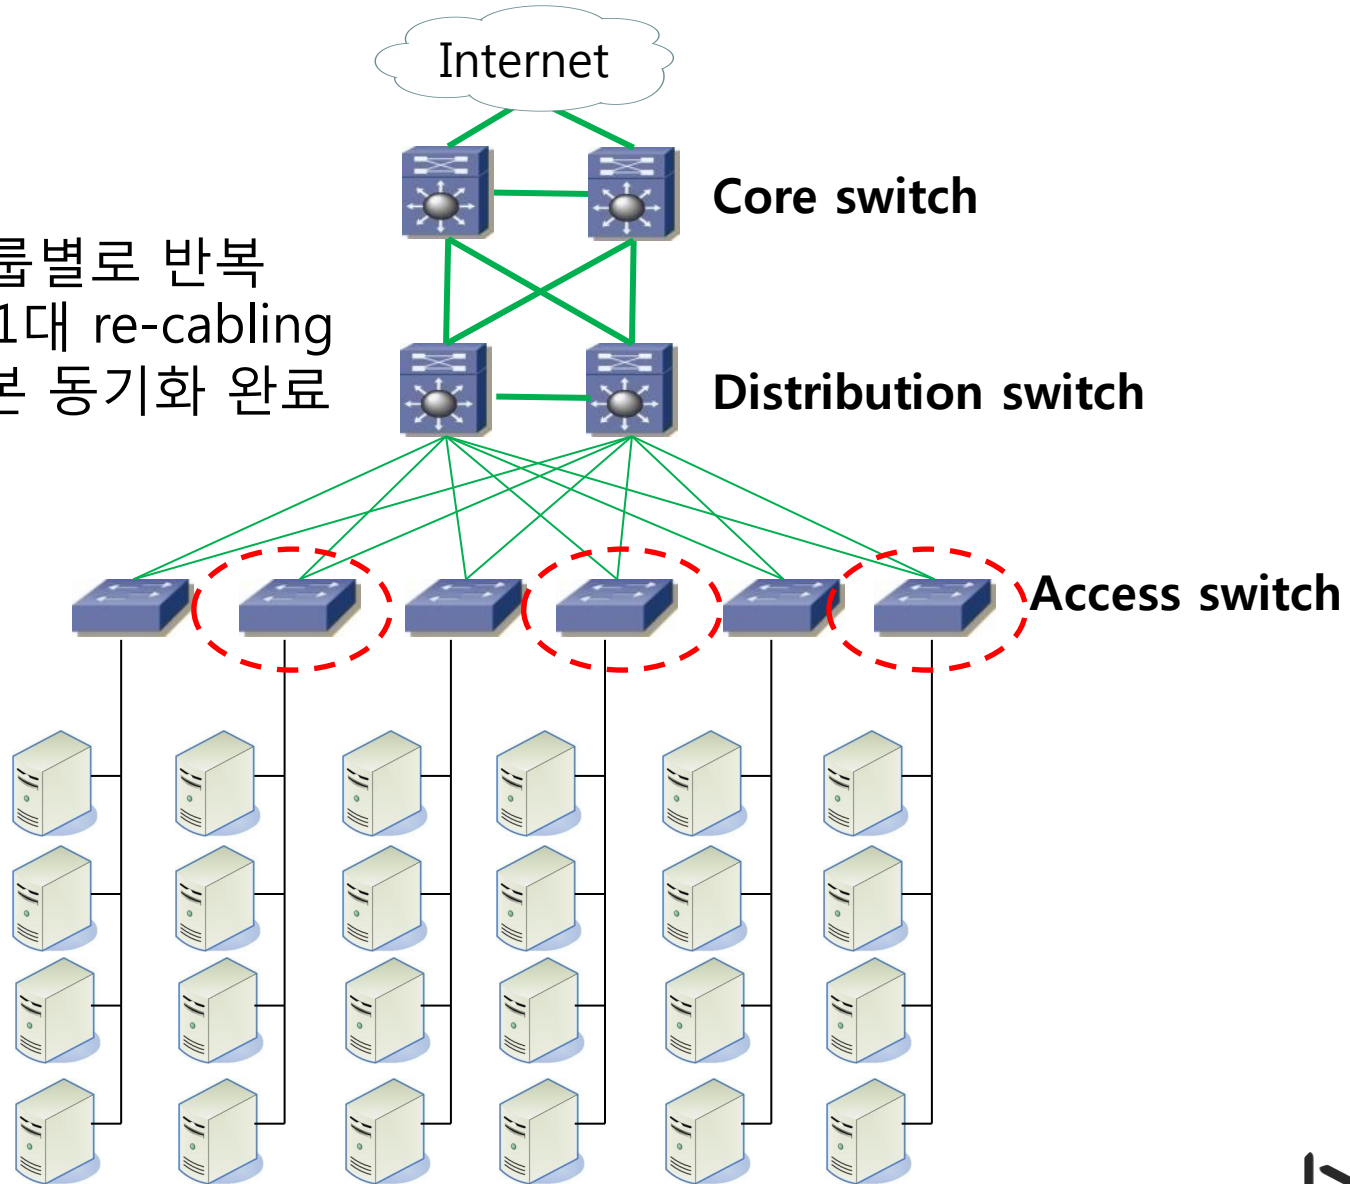 Internet
Core switch
룹별로 반복
1대 re-cabling
본 동기화 완료
Distribution switch
Access switch